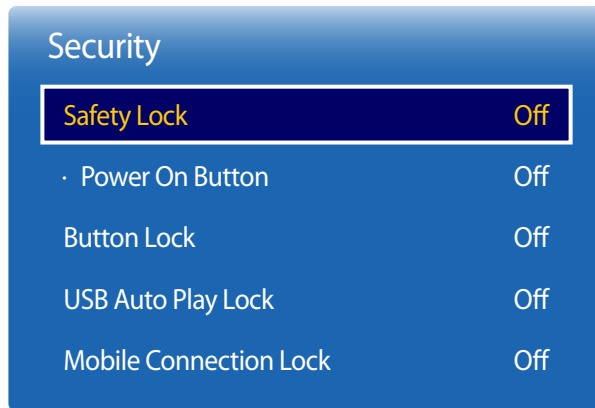 Security
Safety Lock Off
· Power On Button Off
Button Lock Off
USB Auto Play Lock Off
Mobile Connection Lock Off